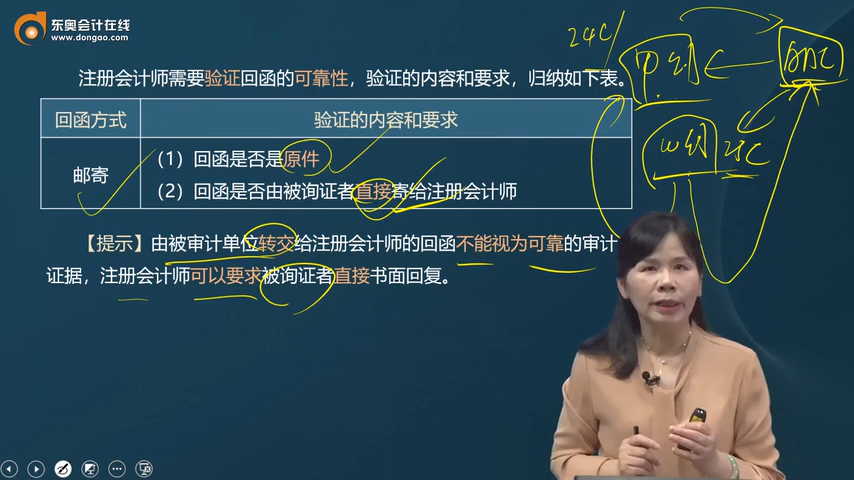 东奥会计在线
www.dongao.com
注册会计师需要验证回函的可靠性，验证的内容和要求，归纳如下表。
回函方式
验证的内容和要求
邮寄
（1）回函是否是原件
（2）回函是否由被询证者直接寄给注册会计师
【提示】由被审计单位转交给注册会计师的回函不能视为可靠的审计
证据，注册会计师可以要求被询证者直接书面回复。
24C
ABC
25C